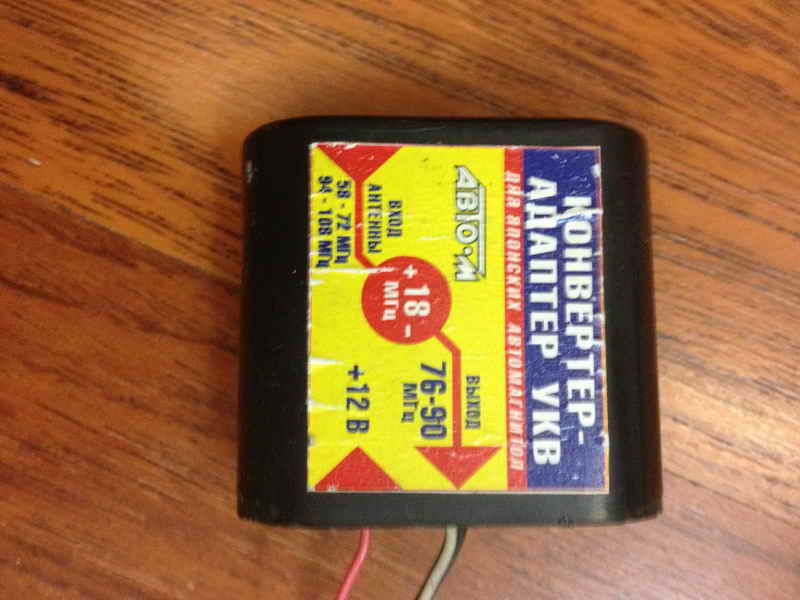 КОНВЕРТЕР-
АДАПТЕР УКВ
ДЛЯ ЯПОНСКИХ АВТОМАГНИТОЛ
АВТО-М
ВХОД
АНТЕННЫ
58 - 72 МГц
94 - 108 МГц
+ 18 -
МГц
ВЫХОД
76-90
МГц
+12 В